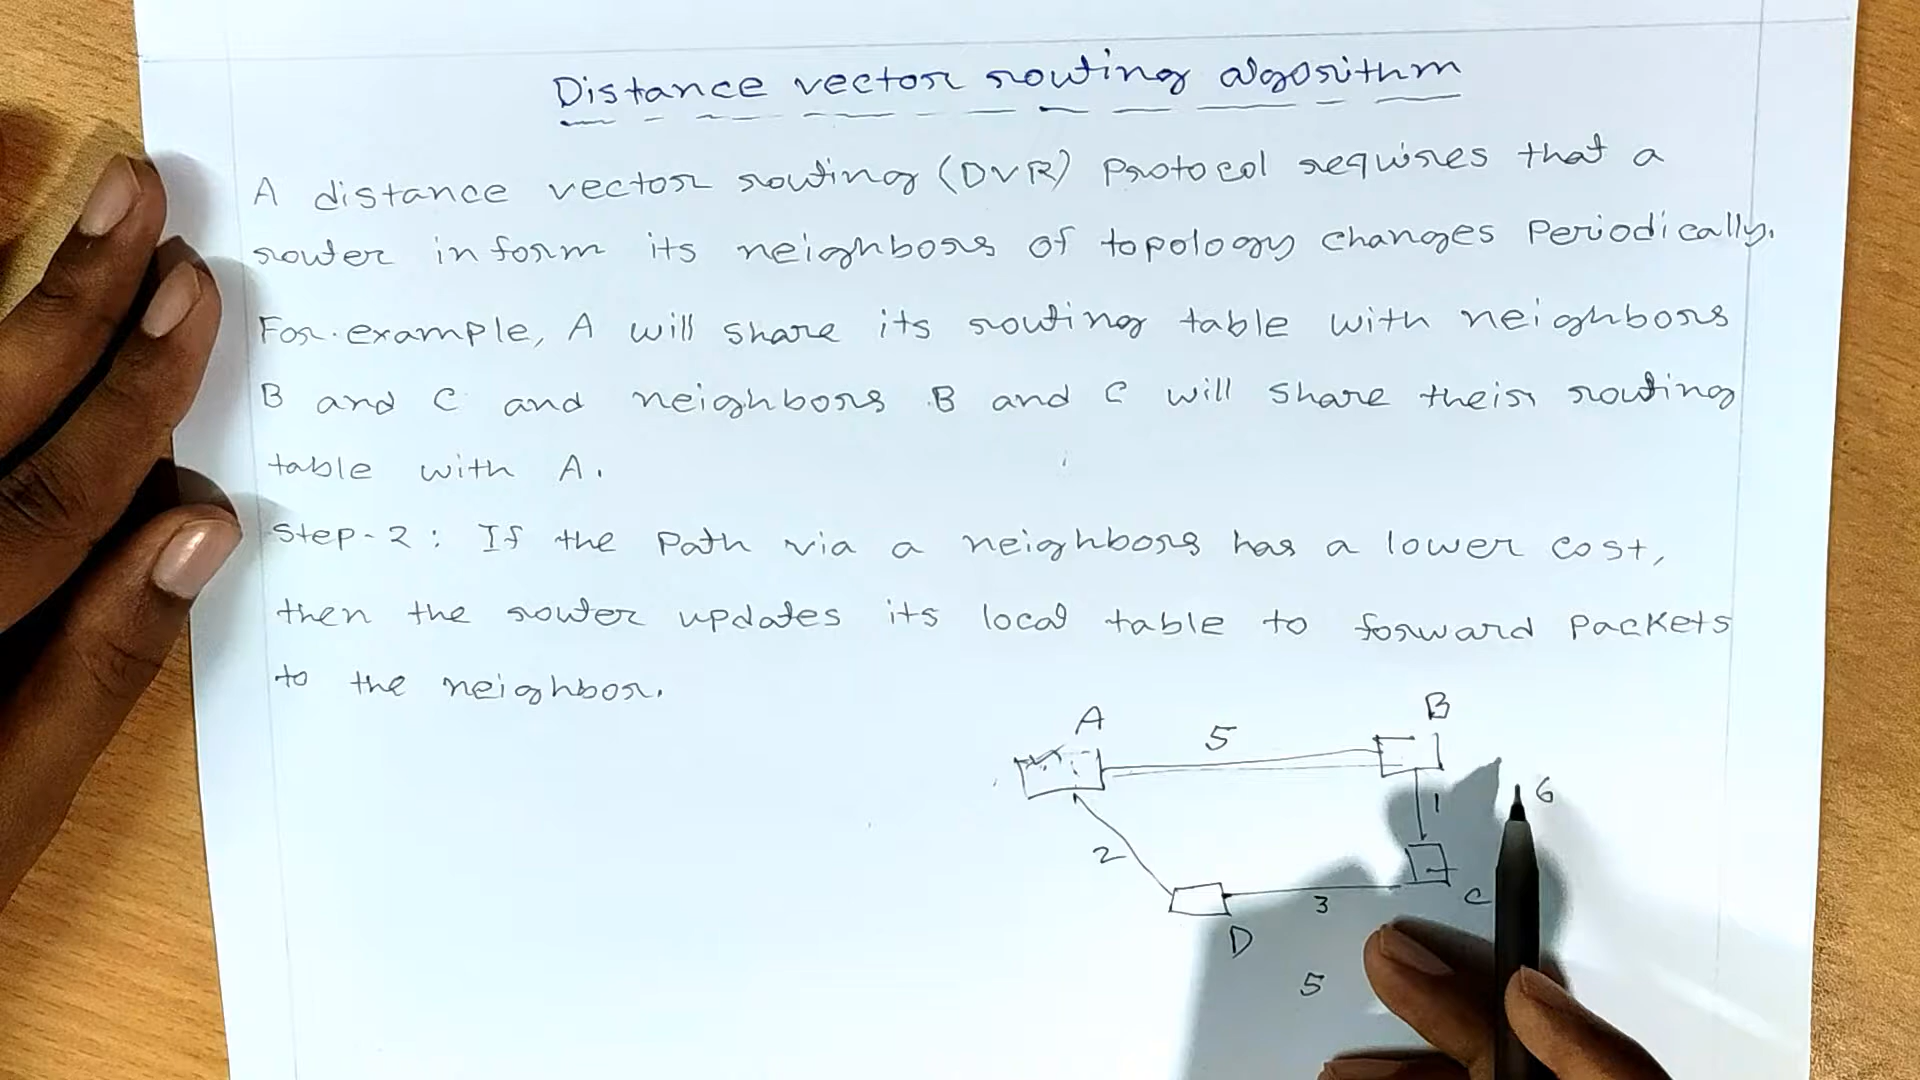 Distance vector routing algorithm
A distance vector routing (DVR) Protocol requires that a
router inform its neighbors of topology changes Periodically.
For example, A will share its routing table with neighbors
B and C and neighbors B and C will share their routing
table with A.
Step-2: If the Path via a neighbors has a lower cost,
then the router updates its local table to forward Packets
to the neighbor.
A
B
5
1
6
2
3
C
D
5